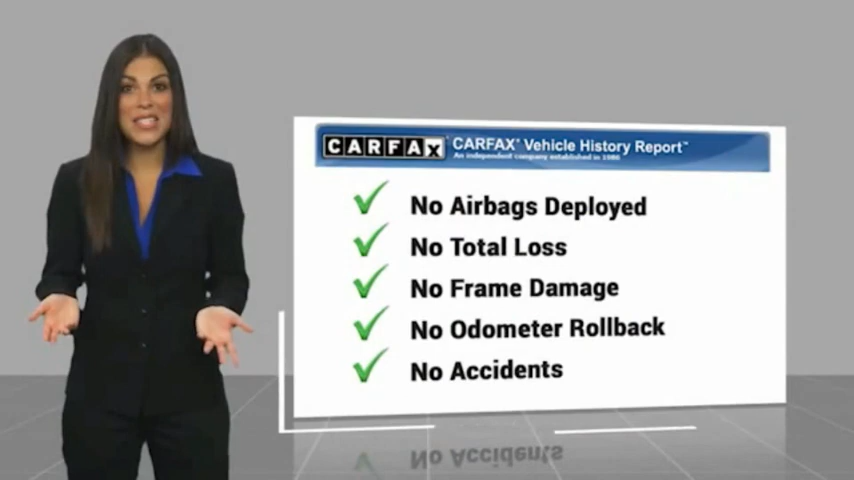 CARFAX CARFAX® Vehicle History Report™
An independent company established in 1986
No Airbags Deployed
No Total Loss
No Frame Damage
No Odometer Rollback
No Accidents
No Accidents